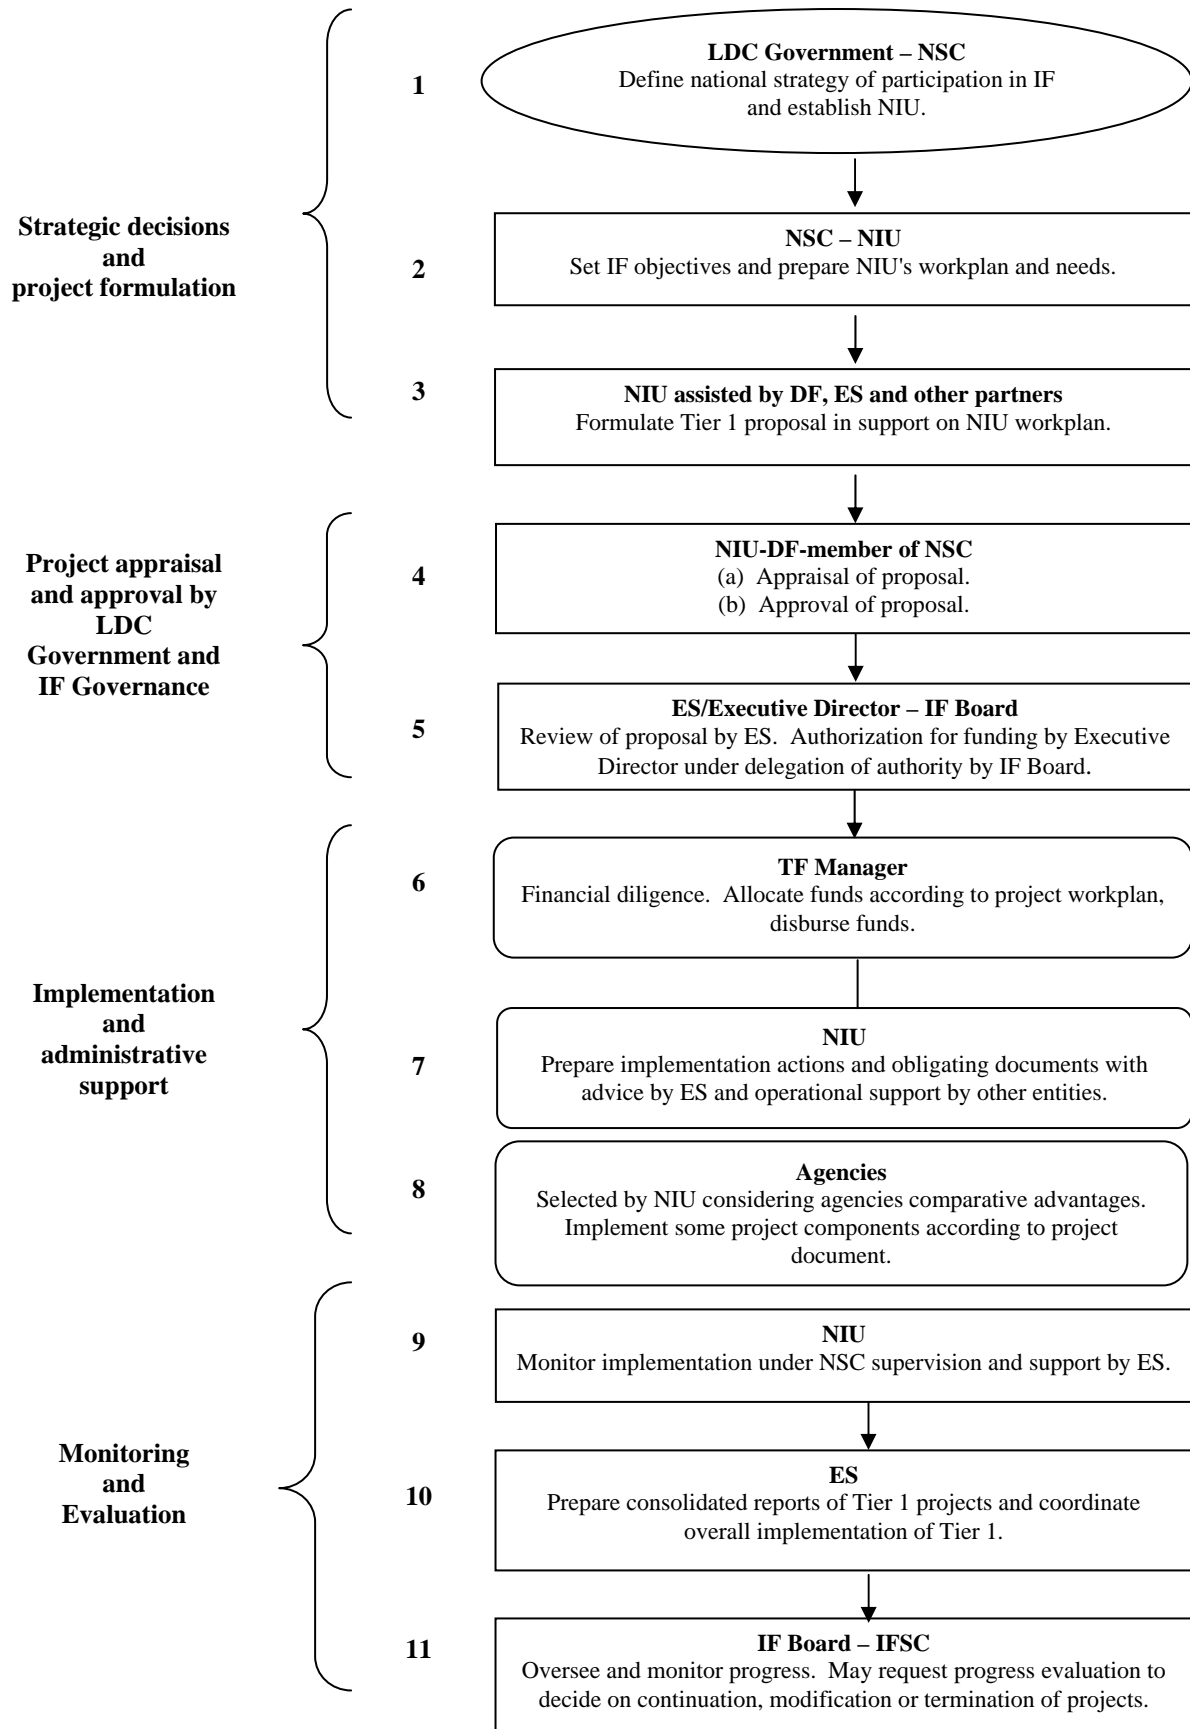 LDC Government – NSC
1
Define national strategy of participation in IF
and establish NIU.
Strategic decisions
and
project formulation
NSC – NIU
2
Set IF objectives and prepare NIU's workplan and needs.
3
NIU assisted by DF, ES and other partners
Formulate Tier 1 proposal in support on NIU workplan.
Project appraisal
and approval by
LDC
Government and
IF Governance
NIU-DF-member of NSC
4
(a) Appraisal of proposal.
(b) Approval of proposal.
ES/Executive Director – IF Board
5
Review of proposal by ES. Authorization for funding by Executive
Director under delegation of authority by IF Board.
TF Manager
6
Financial diligence. Allocate funds according to project workplan,
disburse funds.
Implementation
and
administrative
support
NIU
7
Prepare implementation actions and obligating documents with
advice by ES and operational support by other entities.
Agencies
8
Selected by NIU considering agencies comparative advantages.
Implement some project components according to project
document.
9
NIU
Monitor implementation under NSC supervision and support by ES.
Monitoring
and
Evaluation
ES
10
Prepare consolidated reports of Tier 1 projects and coordinate
overall implementation of Tier 1.
IF Board – IFSC
11
Oversee and monitor progress. May request progress evaluation to
decide on continuation, modification or termination of projects.